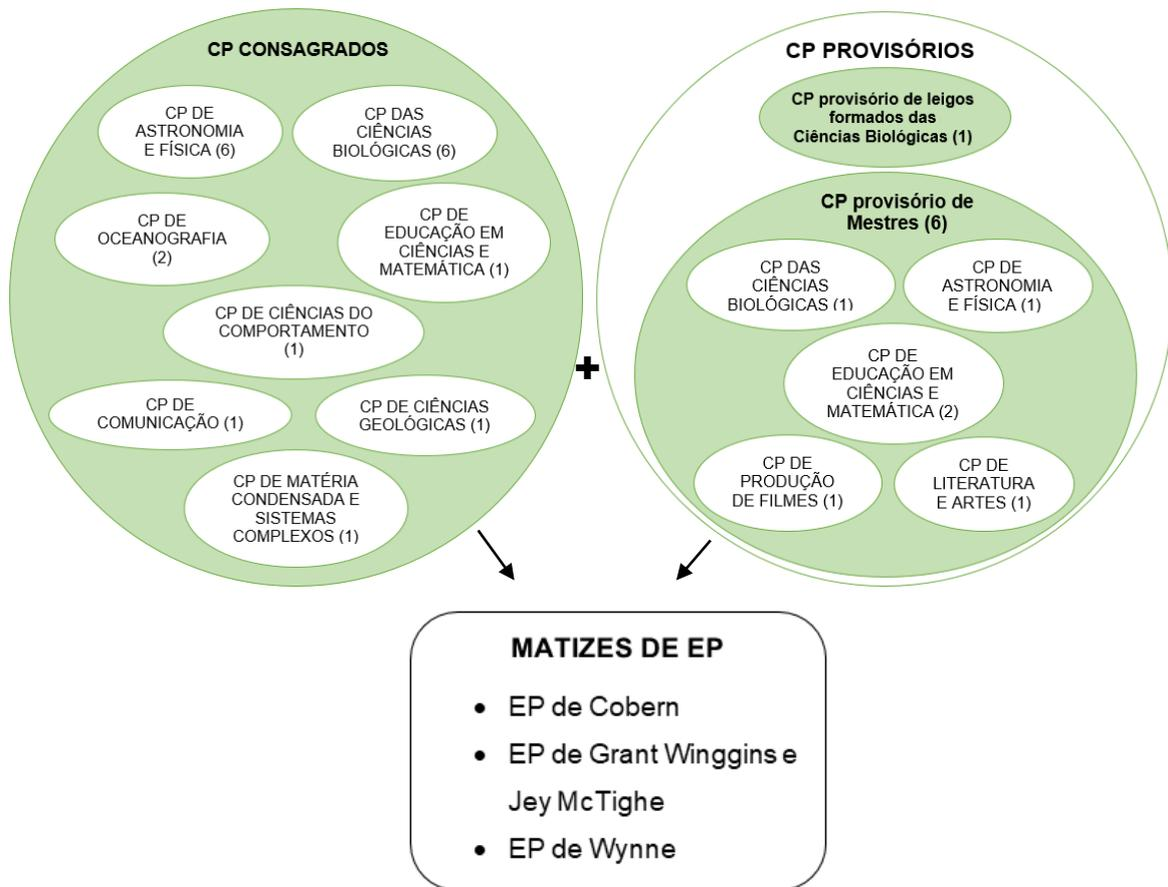 CP CONSAGRADOS
CP DE
ASTRONOMIA
E FÍSICA (6)
CP DAS
CIÊNCIAS
BIOLÓGICAS (6)
CP DE
OCEANOGRAFIA
(2)
CP DE
EDUCAÇÃO EM
CIÊNCIAS E
MATEMÁTICA (1)
CP DE CIÊNCIAS DO
COMPORTAMENTO
(1)
CP DE
COMUNICAÇÃO (1)
CP DE CIÊNCIAS
GEOLÓGICAS (1)
CP DE MATÉRIA
CONDENSADA E
SISTEMAS
COMPLEXOS (1)
+
CP PROVISÓRIOS
CP provisório de leigos
formados das
Ciências Biológicas (1)
CP provisório de
Mestres (6)
CP DAS
CIÊNCIAS
BIOLÓGICAS (1)
CP DE
ASTRONOMIA
E FÍSICA (1)
CP DE
EDUCAÇÃO EM
CIÊNCIAS E
MATEMÁTICA (2)
CP DE
PRODUÇÃO
DE FILMES (1)
CP DE
LITERATURA
E ARTES (1)
MATIZES DE EP
• EP de Cobern
• EP de Grant Winggins e
Jey McTighe
• EP de Wynne